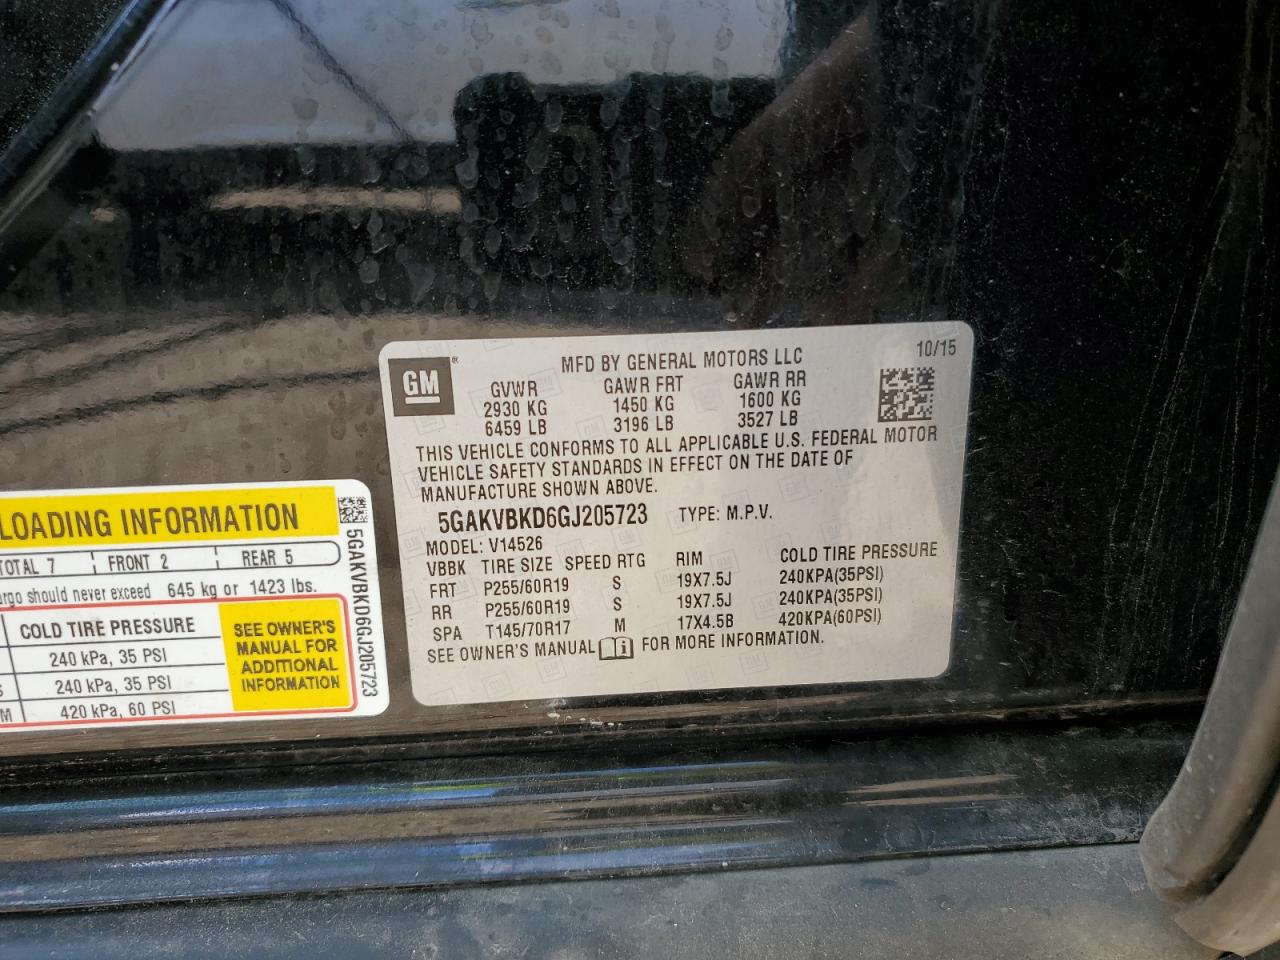 GM®
MFD BY GENERAL MOTORS LLC
10/15
GVWR GAWR FRT GAWR RR
2930 KG 1450 KG 1600 KG
6459 LB 3196 LB 3527 LB
THIS VEHICLE CONFORMS TO ALL APPLICABLE U.S. FEDERAL MOTOR
VEHICLE SAFETY STANDARDS IN EFFECT ON THE DATE OF
MANUFACTURE SHOWN ABOVE.
5GAKVBKD6GJ205723 TYPE: M.P.V.
MODEL: V14526
VBBK TIRE SIZE SPEED RTG RIM COLD TIRE PRESSURE
FRT P255/60R19 S 19X7.5J 240KPA(35PSI)
RR P255/60R19 S 19X7.5J 240KPA(35PSI)
SPA T145/70R17 M 17X4.5B 420KPA(60PSI)
SEE OWNER'S MANUAL FOR MORE INFORMATION.
LOADING INFORMATION
TOTAL 7 FRONT 2 REAR 5
should never exceed 645 kg or 1423 lbs.
COLD TIRE PRESSURE
240 kPa, 35 PSI
S 240 kPa, 35 PSI
M 420 kPa, 60 PSI
SEE OWNER'S
MANUAL FOR
ADDITIONAL
INFORMATION
5GAKVBKD6GJ205723